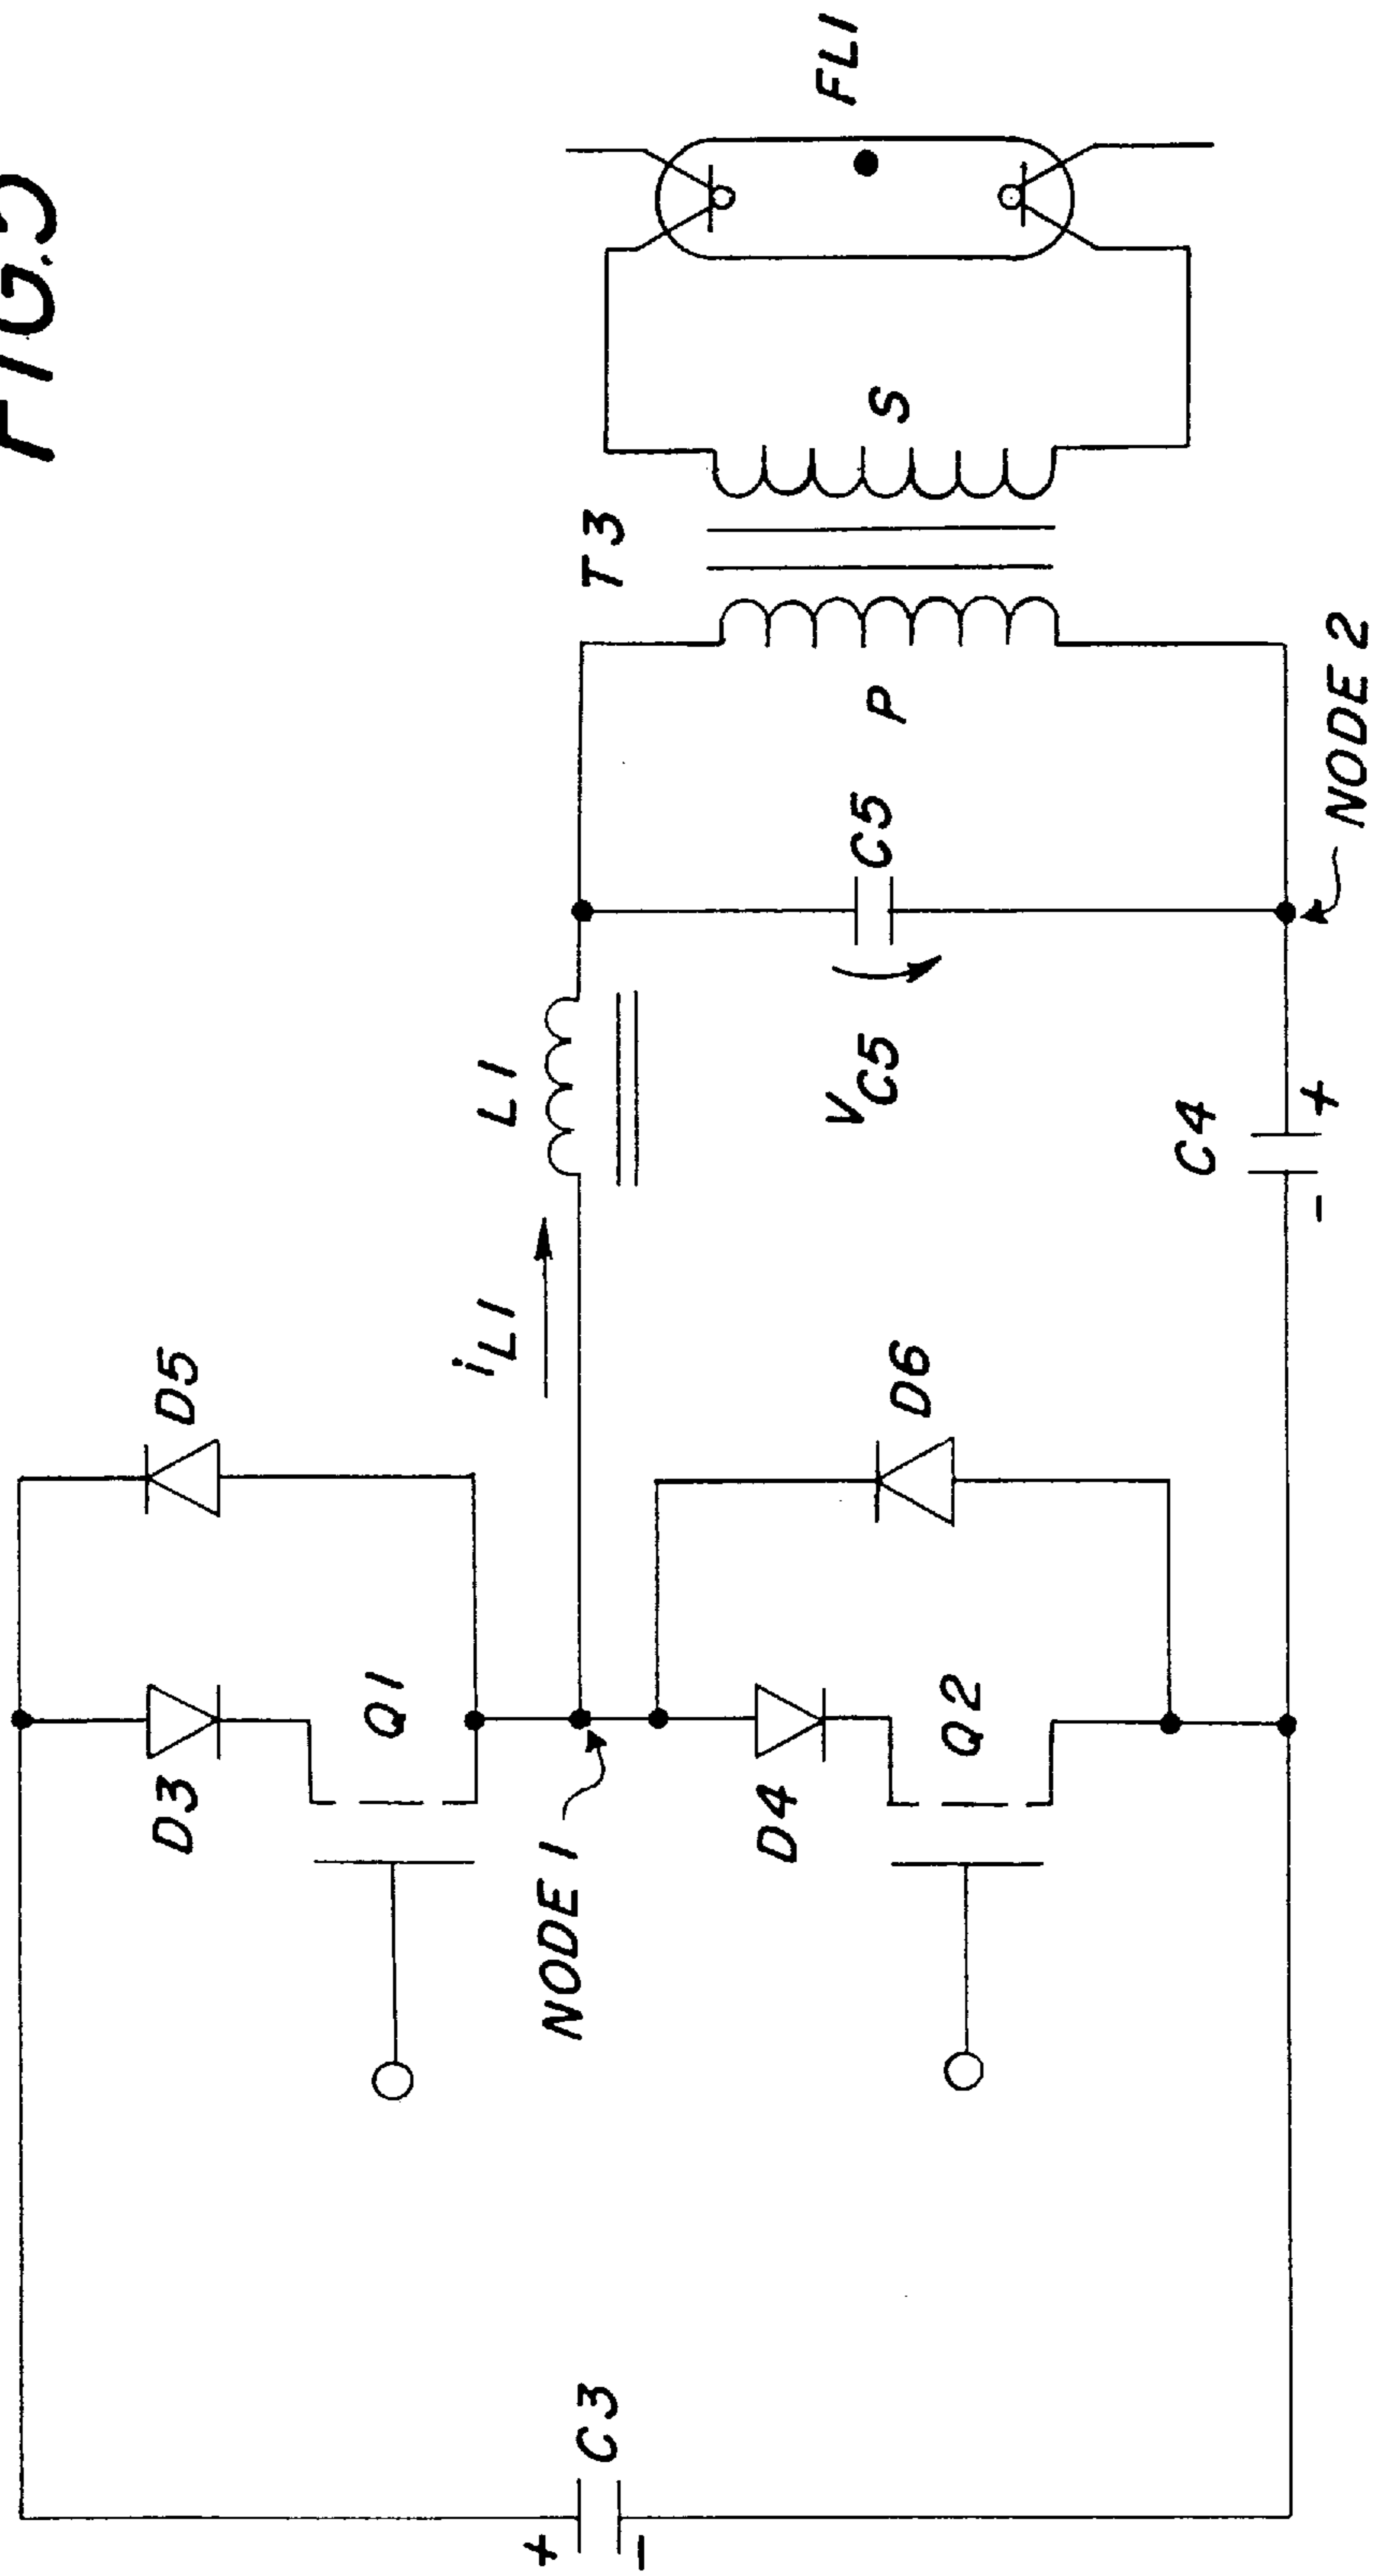 FIG.5
D3
D5
Q1
iL1
L1
T3
FL1
NODE 1
C3
+
-
D4
Q2
D6
VC5
C5
P
S
C4
-
+
NODE 2